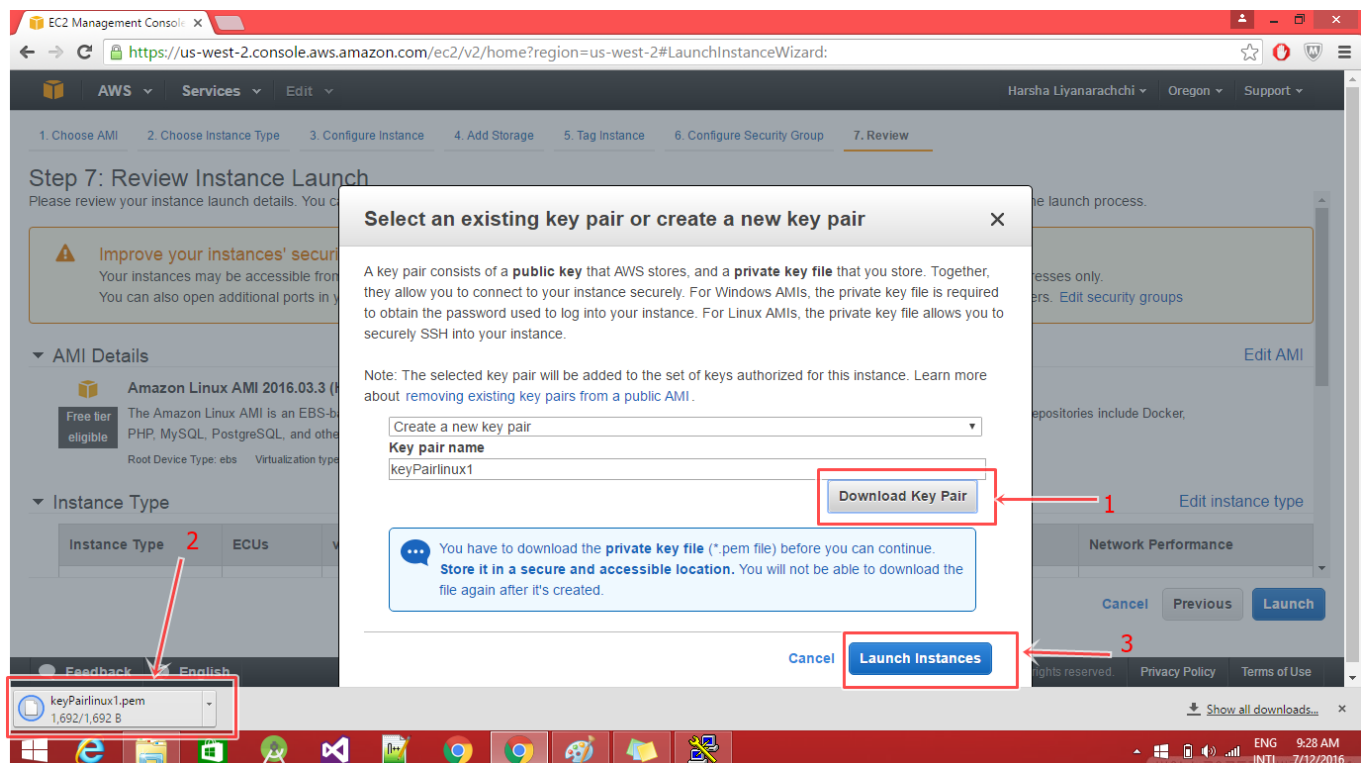 EC2 Management Console
https://us-west-2.console.aws.amazon.com/ec2/v2/home?region=us-west-2#LaunchInstanceWizard:
AWS Services Edit Harsha Liyanarachchi Oregon Support
1. Choose AMI 2. Choose Instance Type 3. Configure Instance 4. Add Storage 5. Tag Instance 6. Configure Security Group 7. Review
Step 7: Review Instance Launch
Please review your instance launch details. You ca
he launch process.
Improve your instances' securi
Your instances may be accessible from
resses only.
You can also open additional ports in y
ers. Edit security groups
AMI Details
Edit AMI
Amazon Linux AMI 2016.03.3 (H
Free tier
eligible
The Amazon Linux AMI is an EBS-ba
epositories include Docker,
PHP, MySQL, PostgreSQL, and othe
Root Device Type: ebs Virtualization type
Instance Type
Edit instance type
Instance Type ECUs v
Network Performance
Cancel Previous Launch
Select an existing key pair or create a new key pair
A key pair consists of a public key that AWS stores, and a private key file that you store. Together,
they allow you to connect to your instance securely. For Windows AMIs, the private key file is required
to obtain the password used to log into your instance. For Linux AMIs, the private key file allows you to
securely SSH into your instance.
Note: The selected key pair will be added to the set of keys authorized for this instance. Learn more
about removing existing key pairs from a public AMI.
Create a new key pair
Key pair name
keyPairlinux1
Download Key Pair
1
2
You have to download the private key file (*.pem file) before you can continue.
Store it in a secure and accessible location. You will not be able to download the
file again after it's created.
Cancel Launch Instances
3
Feedback English
rights reserved. Privacy Policy Terms of Use
keyPairlinux1.pem
1,692/1,692 B
Show all downloads...
ENG 9:28 AM
INTL 7/12/2016